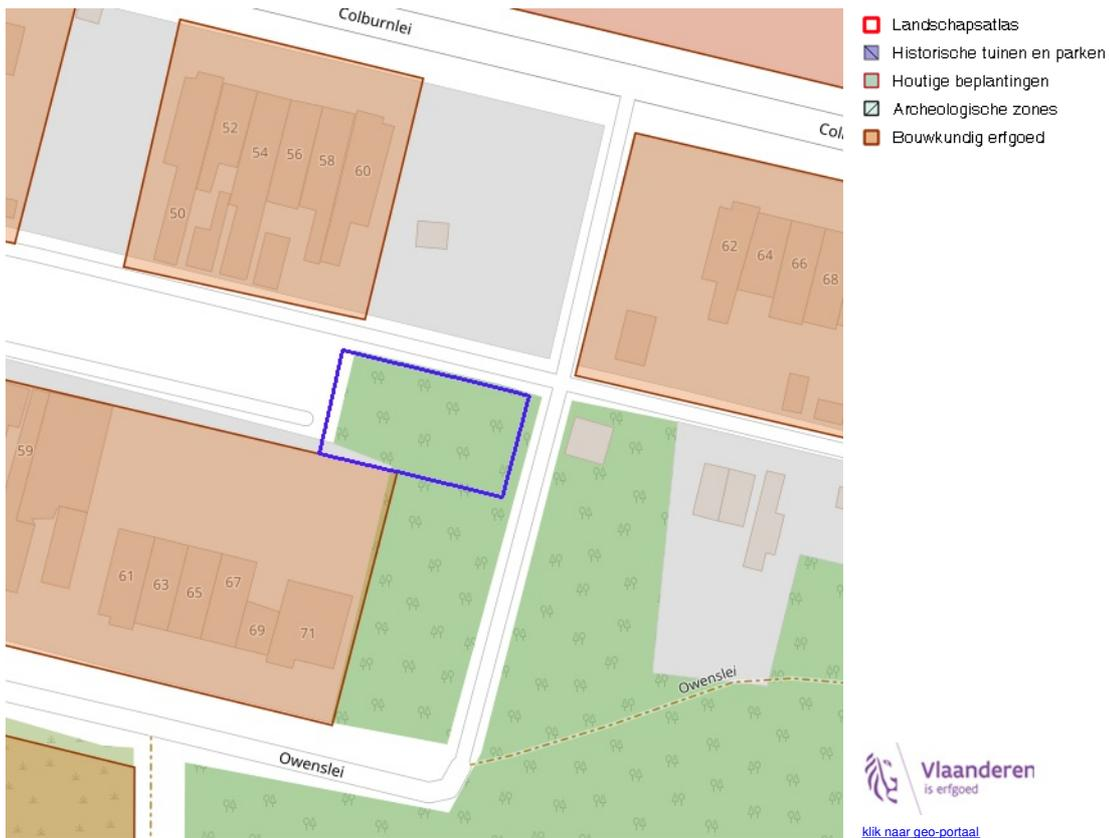 Colburnlei
Col
52
54
56
58
60
50
62
64
66
68
59
61
63
65
67
69
71
Owenslei
Owenslei
Landschapsatlas
Historische tuinen en parken
Houtige beplantingen
Archeologische zones
Bouwkundig erfgoed
Vlaanderen
is erfgoed
klik naar geo-portaal